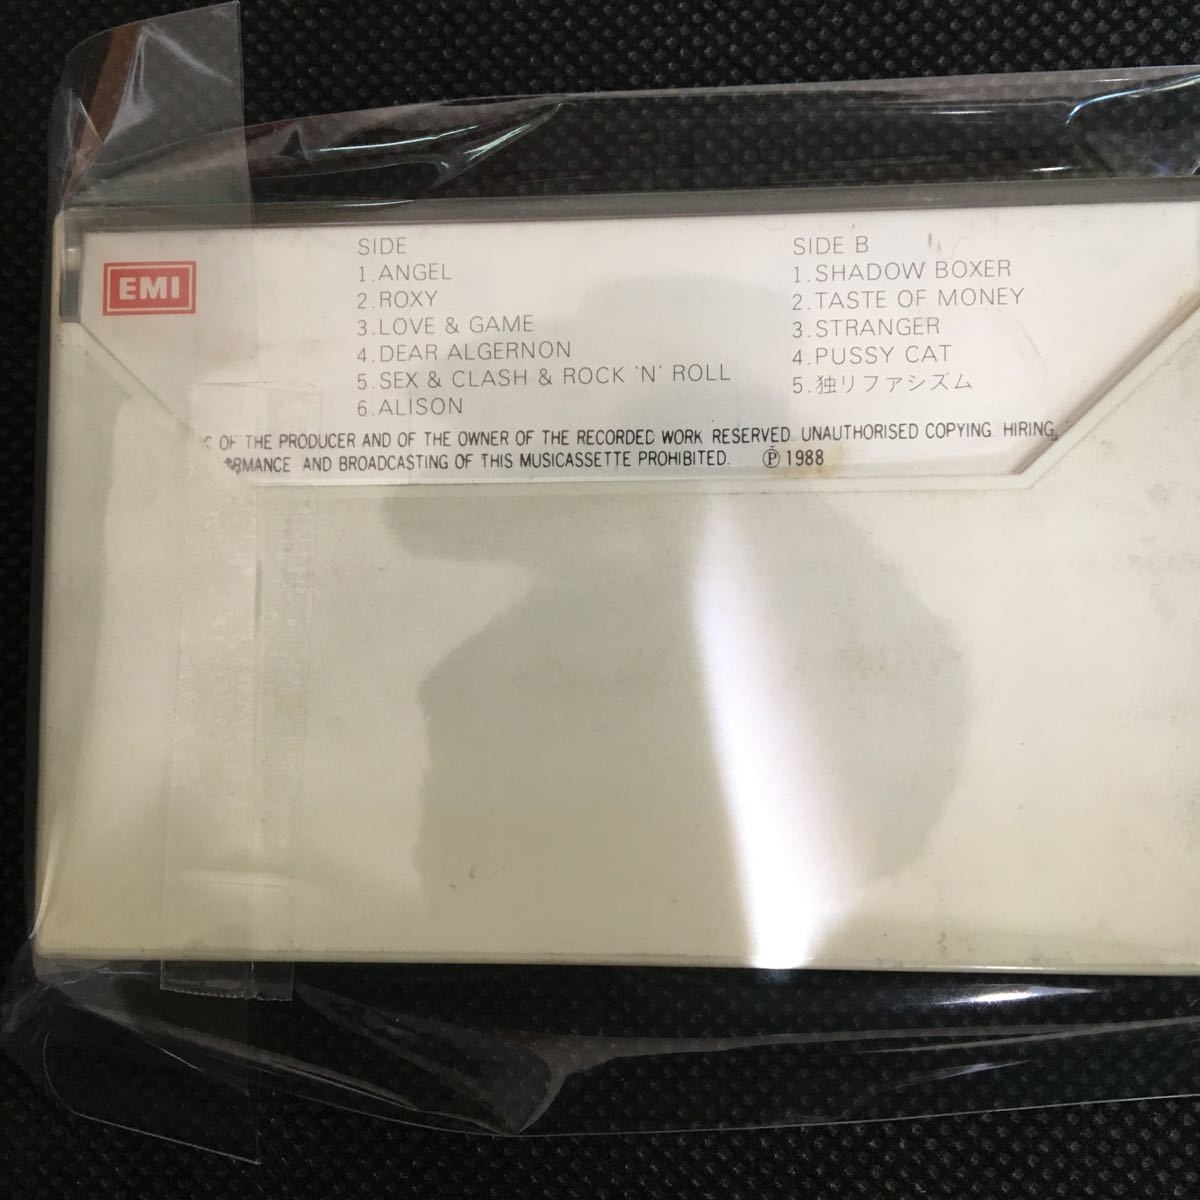 EMI
SIDE
1.ANGEL
2.ROXY
3.LOVE & GAME
4.DEAR ALGERNON
5.SEX & CLASH & ROCK 'N' ROLL
6.ALISON
SIDE B
1.SHADOW BOXER
2.TASTE OF MONEY
3.STRANGER
4.PUSSY CAT
5.独リファシズム
OF THE PRODUCER AND OF THE OWNER OF THE RECORDED WORK RESERVED. UNAUTHORISED COPYING. HIRING,
RMANCE AND BROADCASTING OF THIS MUSICASSETTE PROHIBITED. Ⓟ 1988